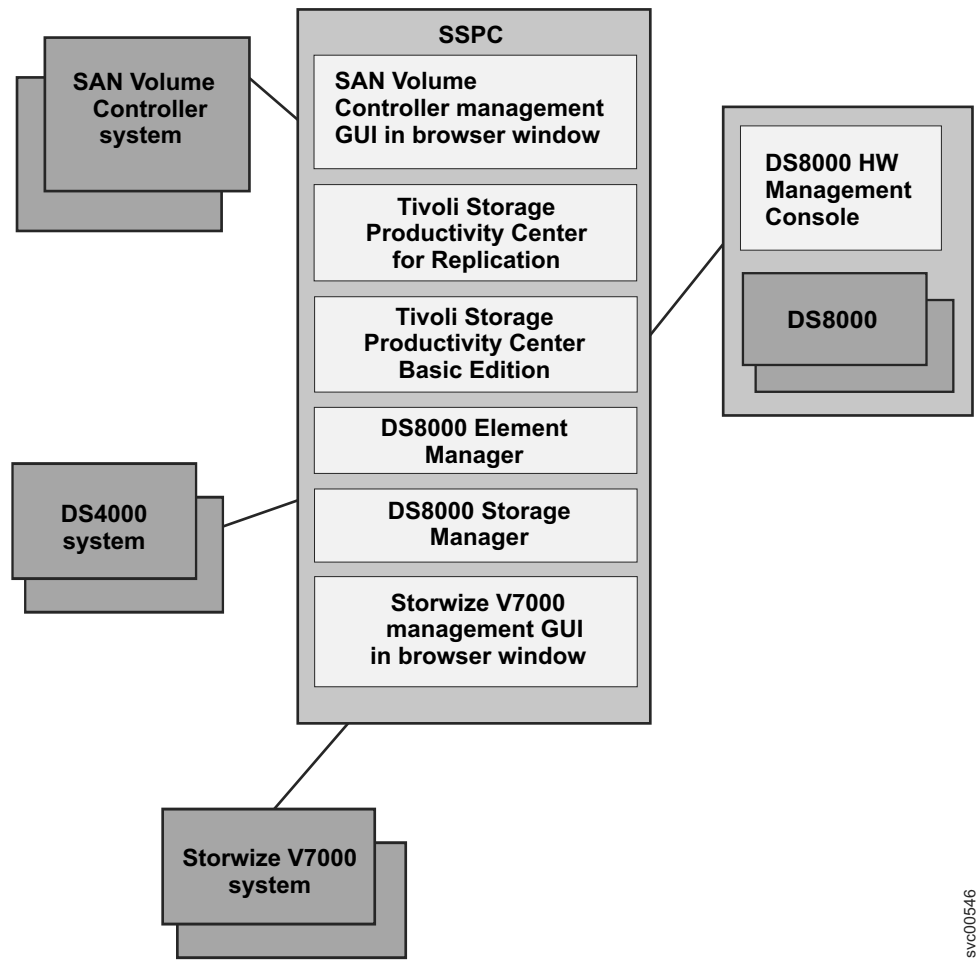 SSPC
SAN Volume
Controller management
GUI in browser window
Tivoli Storage
Productivity Center
for Replication
Tivoli Storage
Productivity Center
Basic Edition
DS8000 Element
Manager
DS8000 Storage
Manager
Storwize V7000
management GUI
in browser window
SAN Volume
Controller
system
DS4000
system
Storwize V7000
system
DS8000 HW
Management
Console
DS8000
svc00546